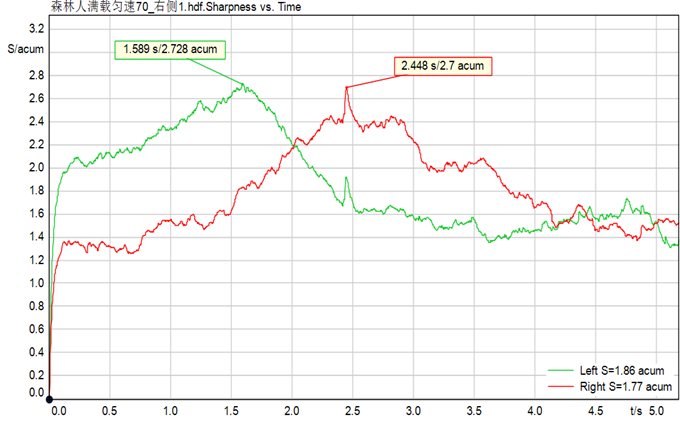 森林人满载匀速70_右侧1.hdf.Sharpness vs. Time
3.2
S/acum
2.8
2.6
2.4
2.2
2.0
1.8
1.6
1.4
1.2
1.0
0.8
0.6
0.4
0.2
0.0
1.589 s/2.728 acum
2.448 s/2.7 acum
Left S=1.86 acum
Right S=1.77 acum
0.0 0.5 1.0 1.5 2.0 2.5 3.0 3.5 4.0 4.5 t/s 5.0